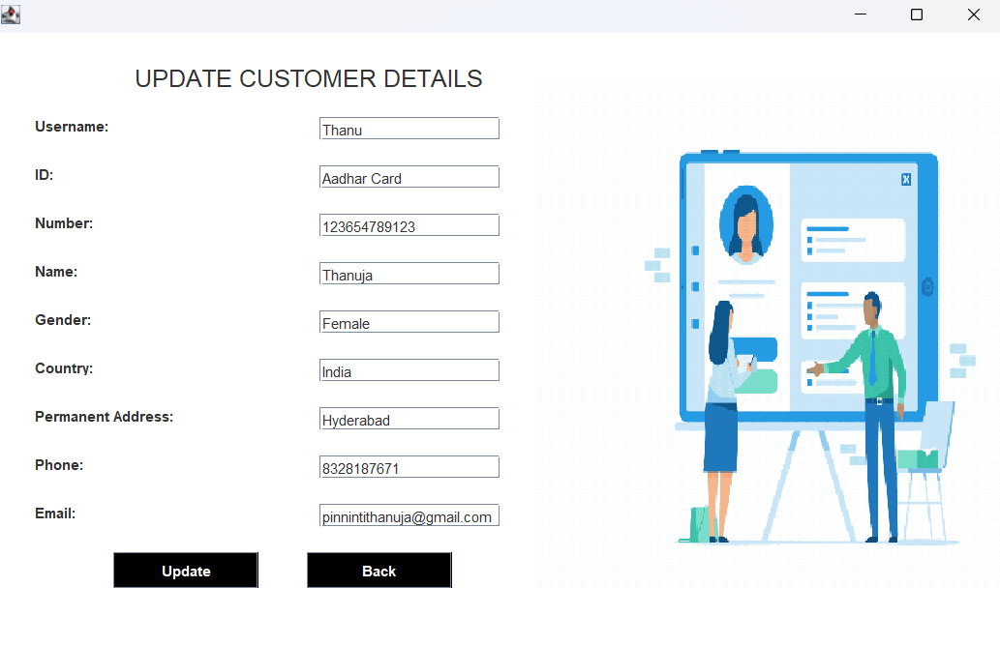 UPDATE CUSTOMER DETAILS
Username: Thanu
ID: Aadhar Card
Number: 123654789123
Name: Thanuja
Gender: Female
Country: India
Permanent Address: Hyderabad
Phone: 8328187671
Email: pinnintithanuja@gmail.com
Update Back